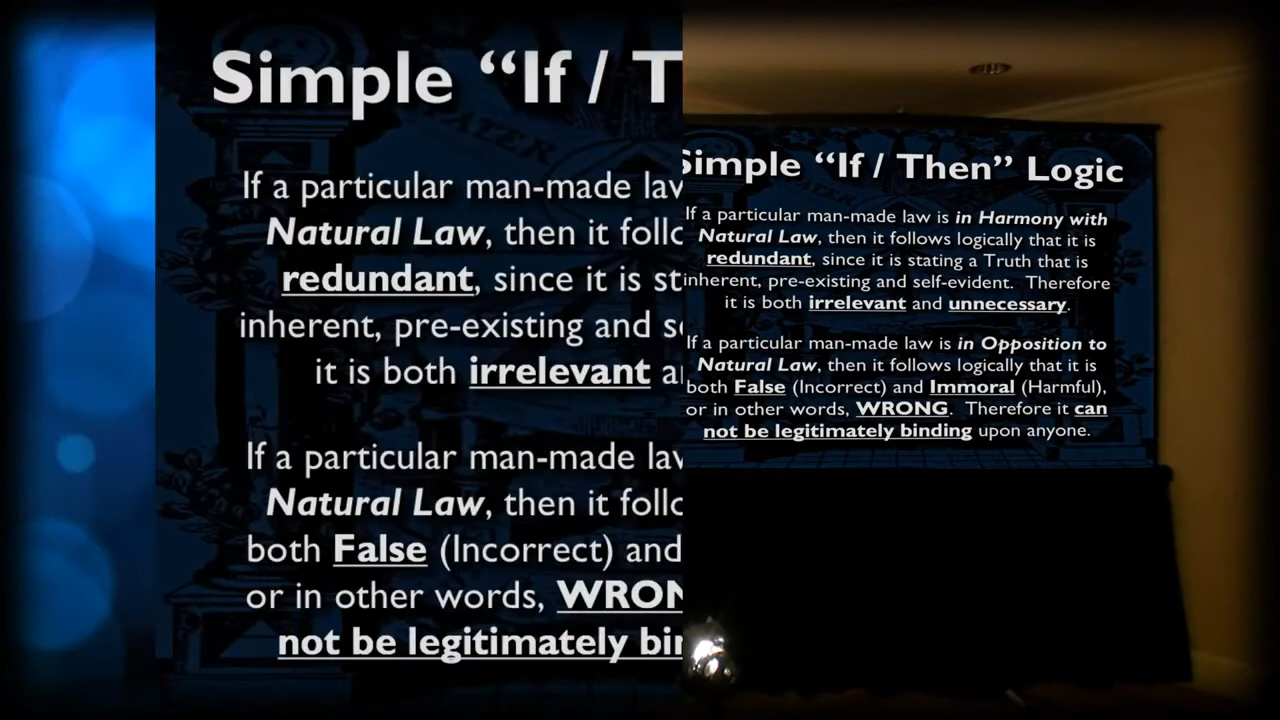 Simple “If / T
If a particular man-made law
Natural Law, then it follo
redundant, since it is st
inherent, pre-existing and se
it is both irrelevant a
If a particular man-made law
Natural Law, then it follo
both False (Incorrect) and
or in other words, WRON
not be legitimately bin
Simple “If / Then” Logic
If a particular man-made law is in Harmony with
Natural Law, then it follows logically that it is
redundant, since it is stating a Truth that is
inherent, pre-existing and self-evident. Therefore
it is both irrelevant and unnecessary.
If a particular man-made law is in Opposition to
Natural Law, then it follows logically that it is
both False (Incorrect) and Immoral (Harmful),
or in other words, WRONG. Therefore it can
not be legitimately binding upon anyone.